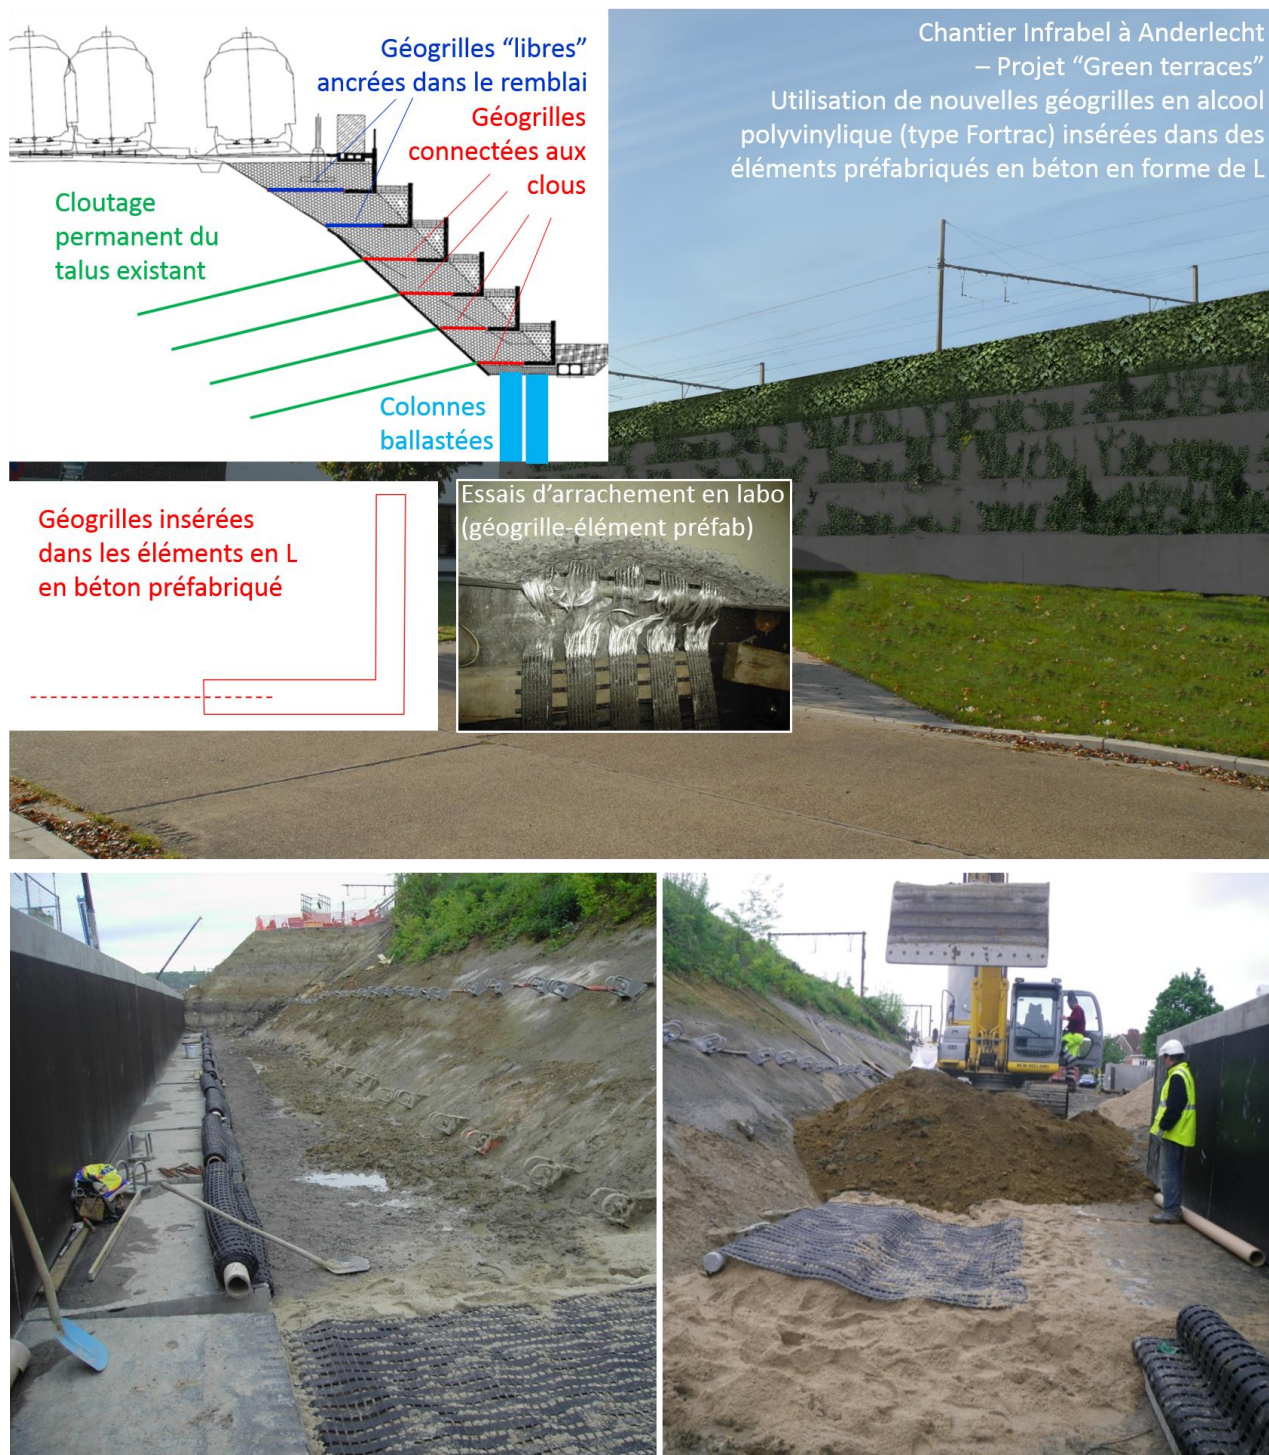 Géogrilles “libres”
ancrées dans le remblai
Géogrilles
connectées aux
clous
Cloutage
permanent du
talus existant
Colonnes
ballastées
Chantier Infrabel à Anderlecht
– Projet “Green terraces”
Utilisation de nouvelles géogrilles en alcool
polyvinylique (type Fortrac) insérées dans des
éléments préfabriqués en béton en forme de L
Géogrilles insérées
dans les éléments en L
en béton préfabriqué
Essais d’arrachement en labo
(géogrille-élément préfab)